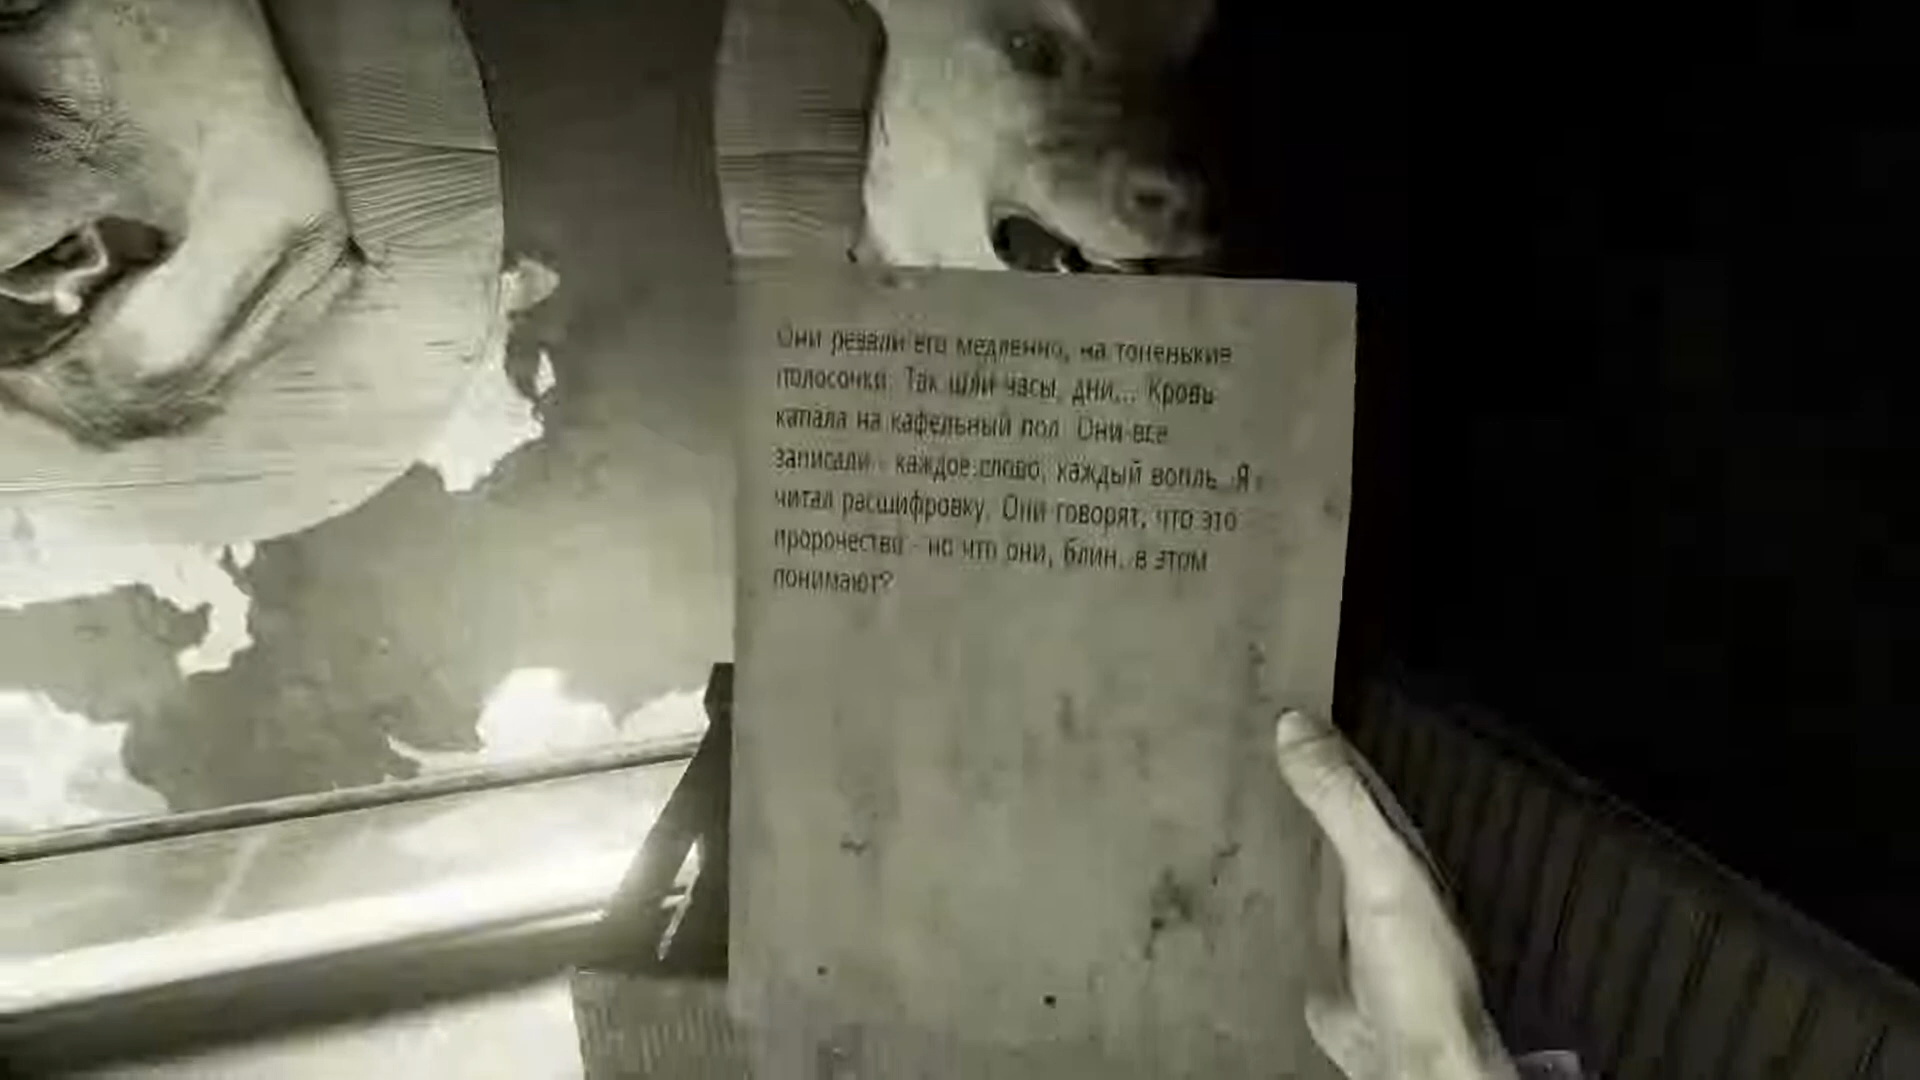 Они резали его медленно, на тоненькие
полосочки. Так шли часы, дни... Кровь
капала на кафельный пол. Они все
записали - каждое слово, каждый вопль. Я
читал расшифровку. Они говорят, что это
пророчество - но что они, блин, в этом
понимают?